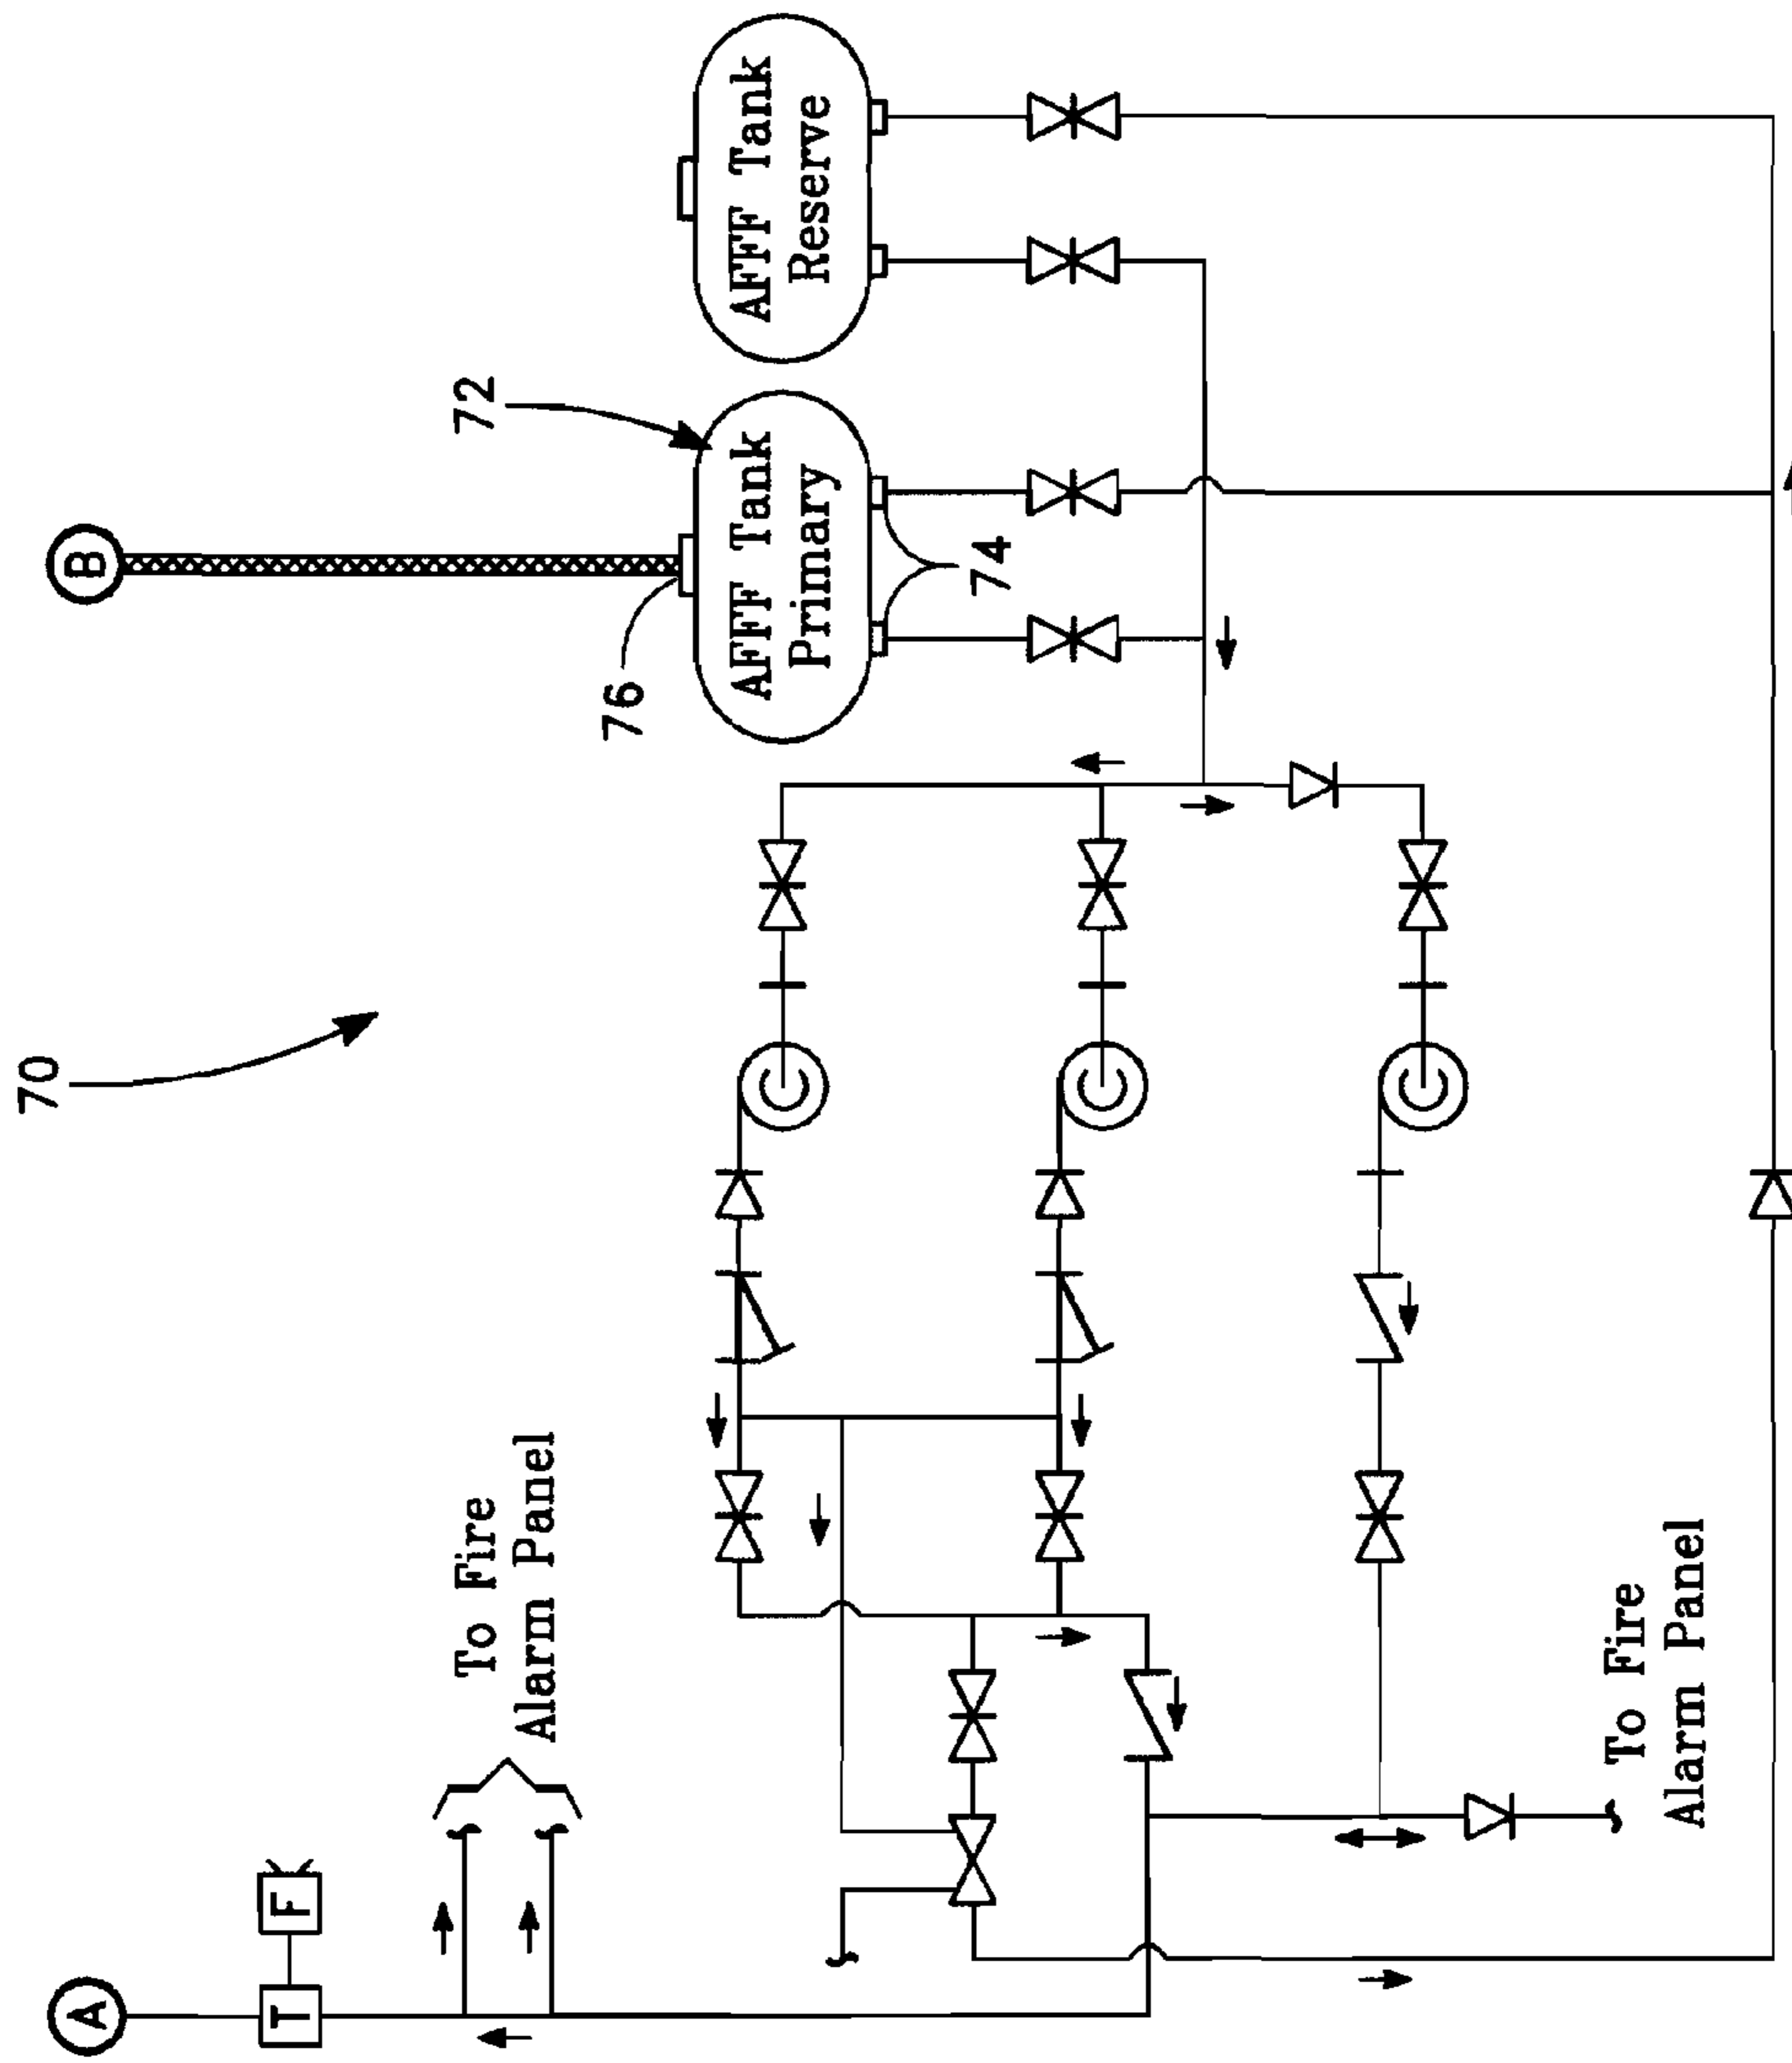 70
72
76
74
A
B
T
F
AFFF Tank
Primary
AFFF Tank
Reserve
To Fire
Alarm Panel
To Fire
Alarm Panel